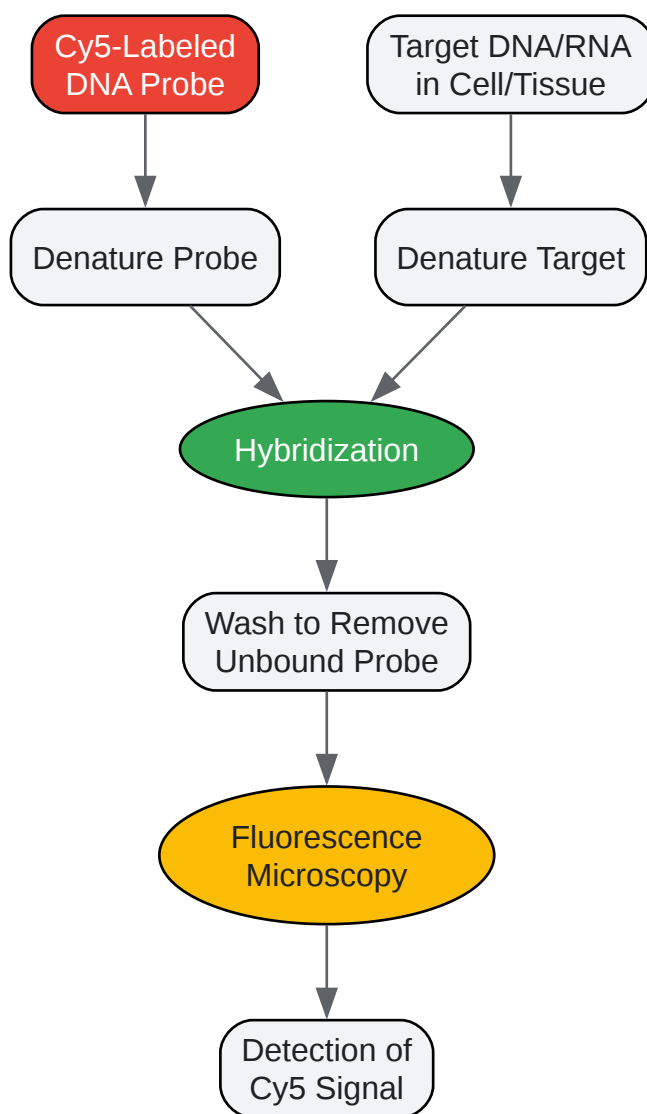 Cy5-Labeled
DNA Probe
Target DNA/RNA
in Cell/Tissue
Denature Probe
Denature Target
Hybridization
Wash to Remove
Unbound Probe
Fluorescence
Microscopy
Detection of
Cy5 Signal